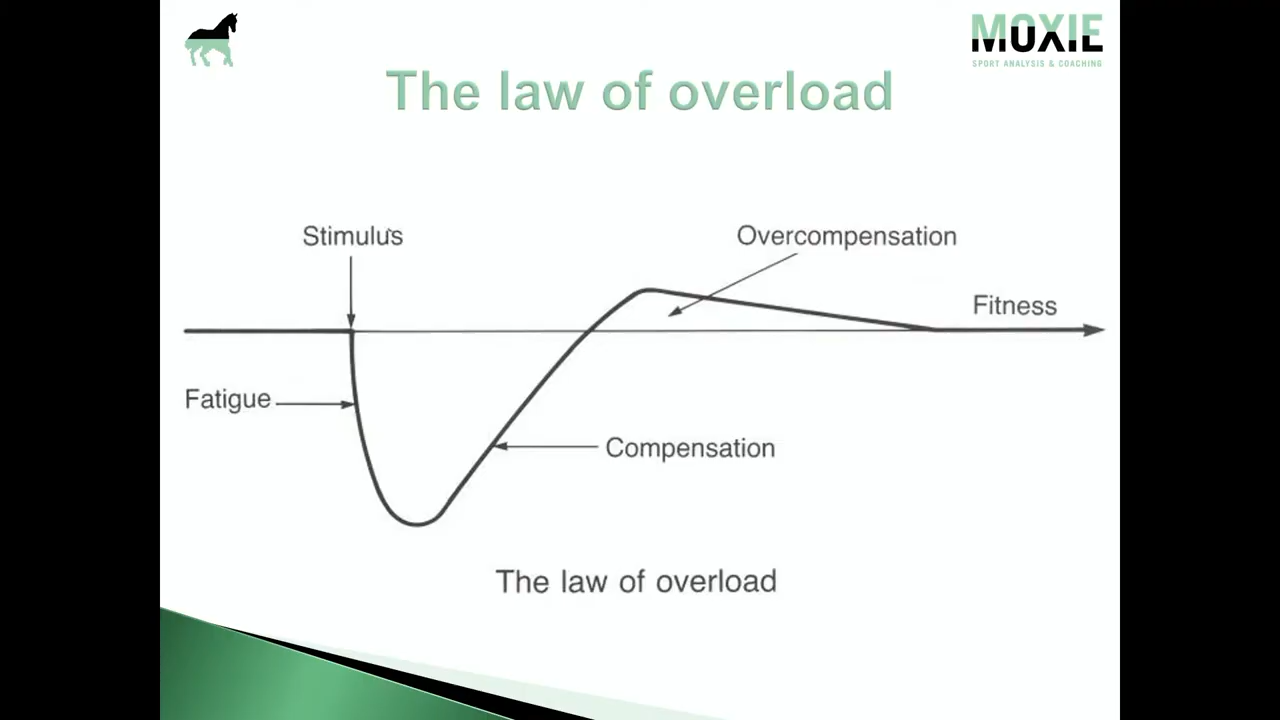 MOXIE
SPORT ANALYSIS & COACHING
The law of overload
Stimulus
Overcompensation
Fitness
Fatigue
Compensation
The law of overload